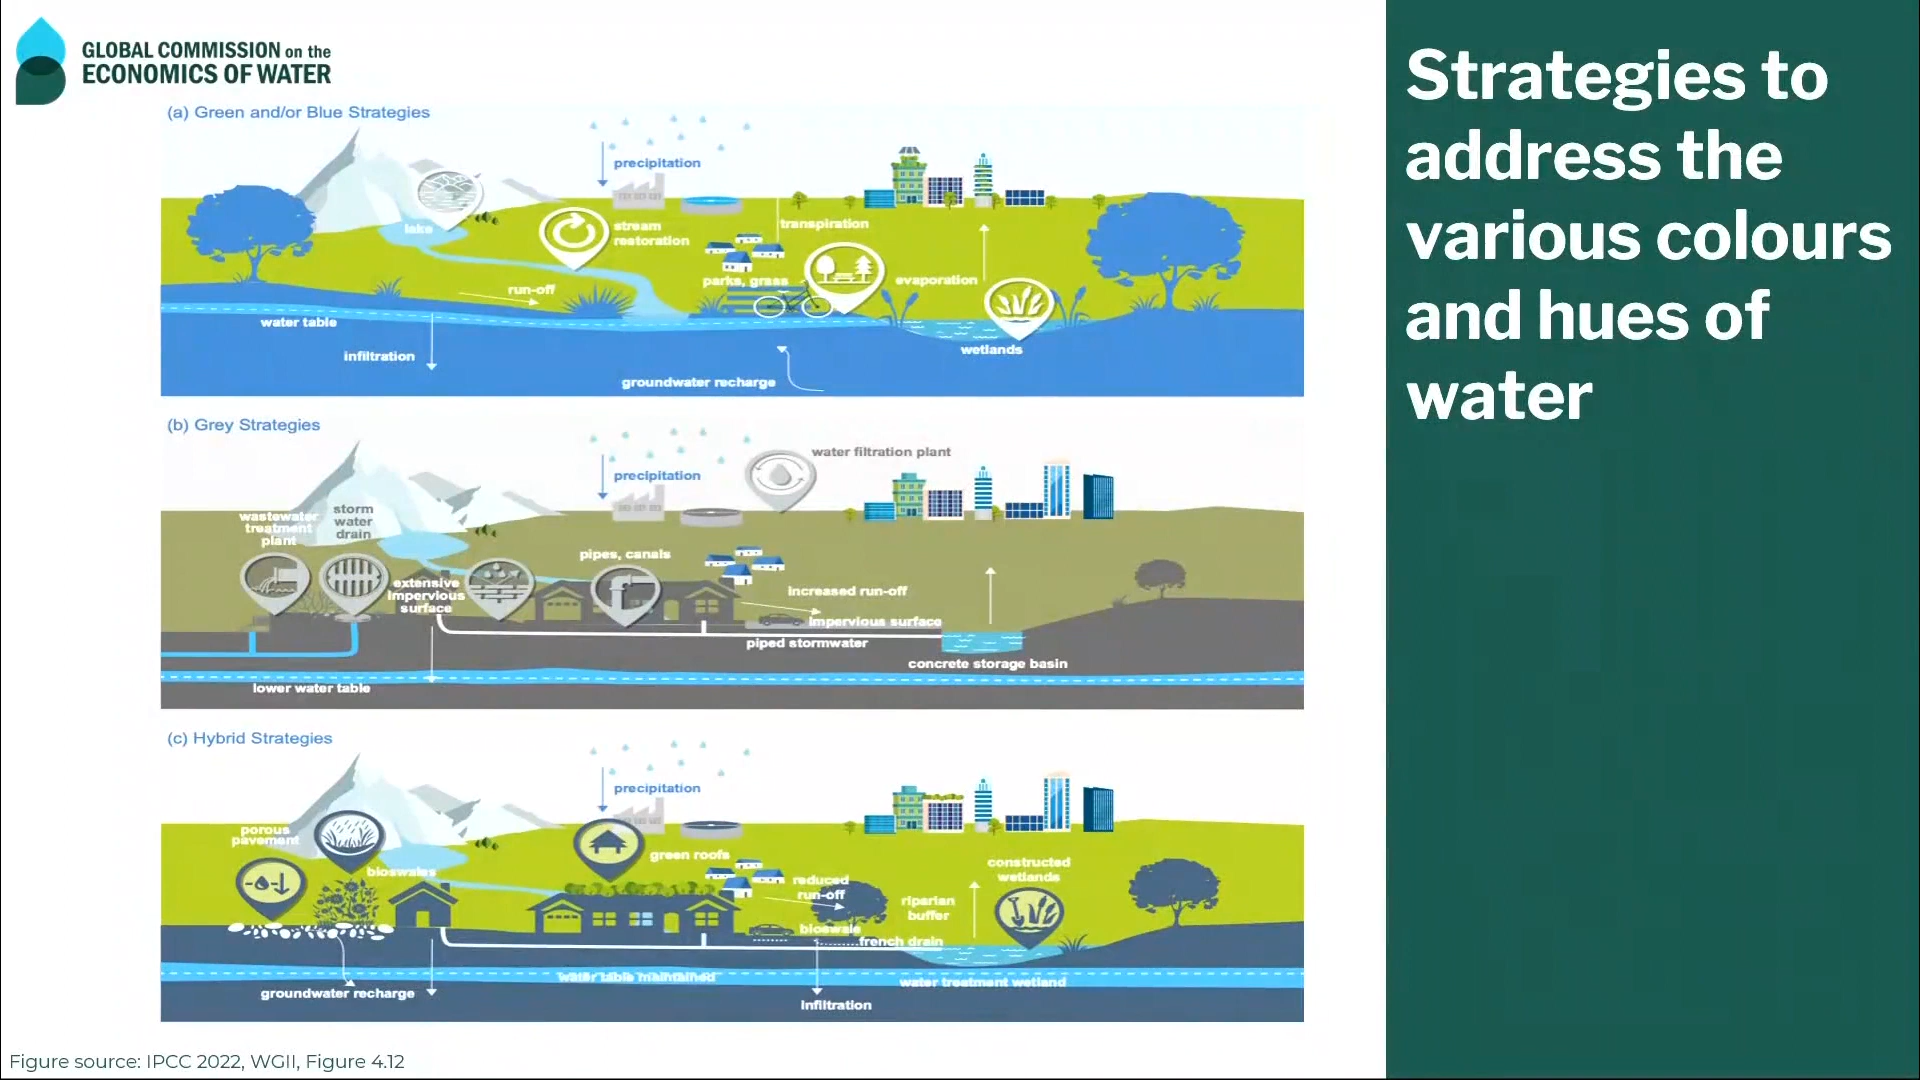 GLOBAL COMMISSION on the
ECONOMICS OF WATER
Strategies to
address the
various colours
and hues of
water
(a) Green and/or Blue Strategies
precipitation
lake
stream
restoration
transpiration
parks, grass
evaporation
run-off
water table
infiltration
wetlands
groundwater recharge
(b) Grey Strategies
precipitation
water filtration plant
wastewater
treatment
plant
storm
water
drain
extensive
impervious
surface
pipes, canals
increased run-off
impervious surface
piped stormwater
concrete storage basin
lower water table
(c) Hybrid Strategies
precipitation
porous
pavement
bioswales
green roofs
reduced
run-off
riparian
buffer
constructed
wetlands
bioswale
french drain
water table maintained
water treatment wetland
groundwater recharge
infiltration
Figure source: IPCC 2022, WGII, Figure 4.12